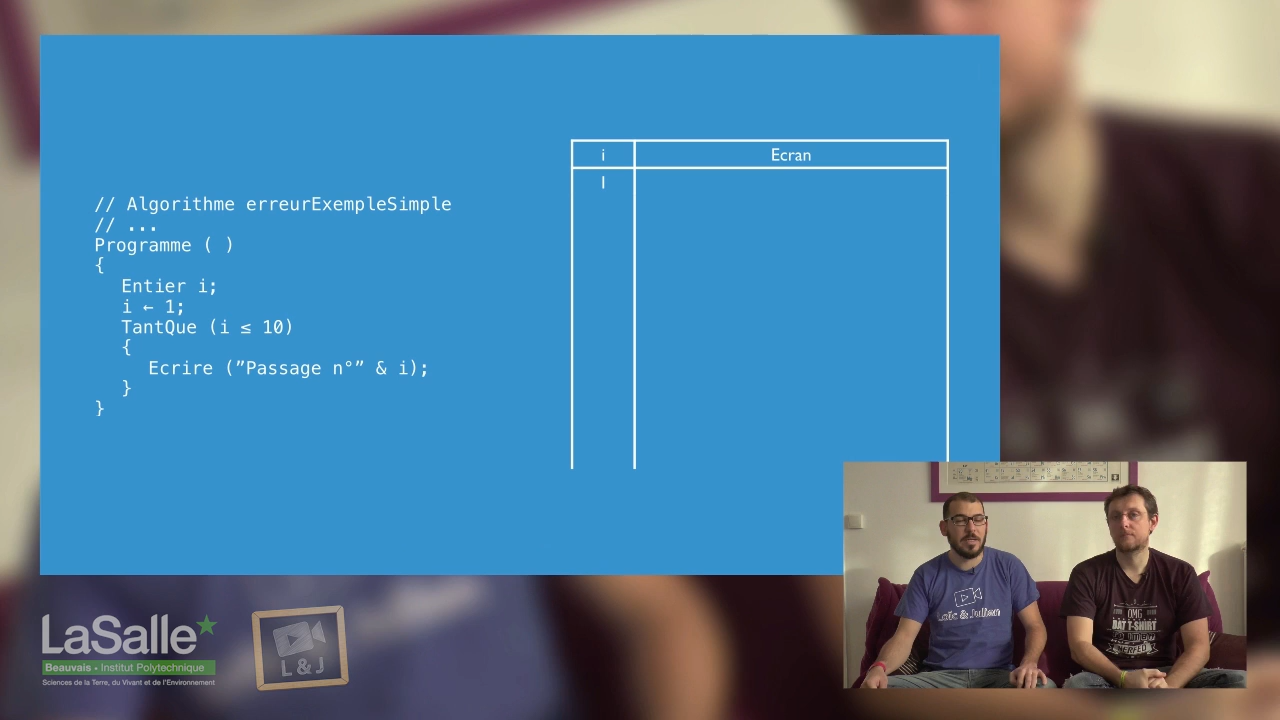 // Algorithme erreurExempleSimple
// ...
Programme ( )
{
Entier i;
i ← 1;
TantQue (i ≤ 10)
{
Ecrire (”Passage n°” & i);
}
}
i Ecran
1
LaSalle
Beauvais • Institut Polytechnique
Sciences de la Terre, du Vivant et de l'Environnement
L & J
Loïc & Julien
OMG